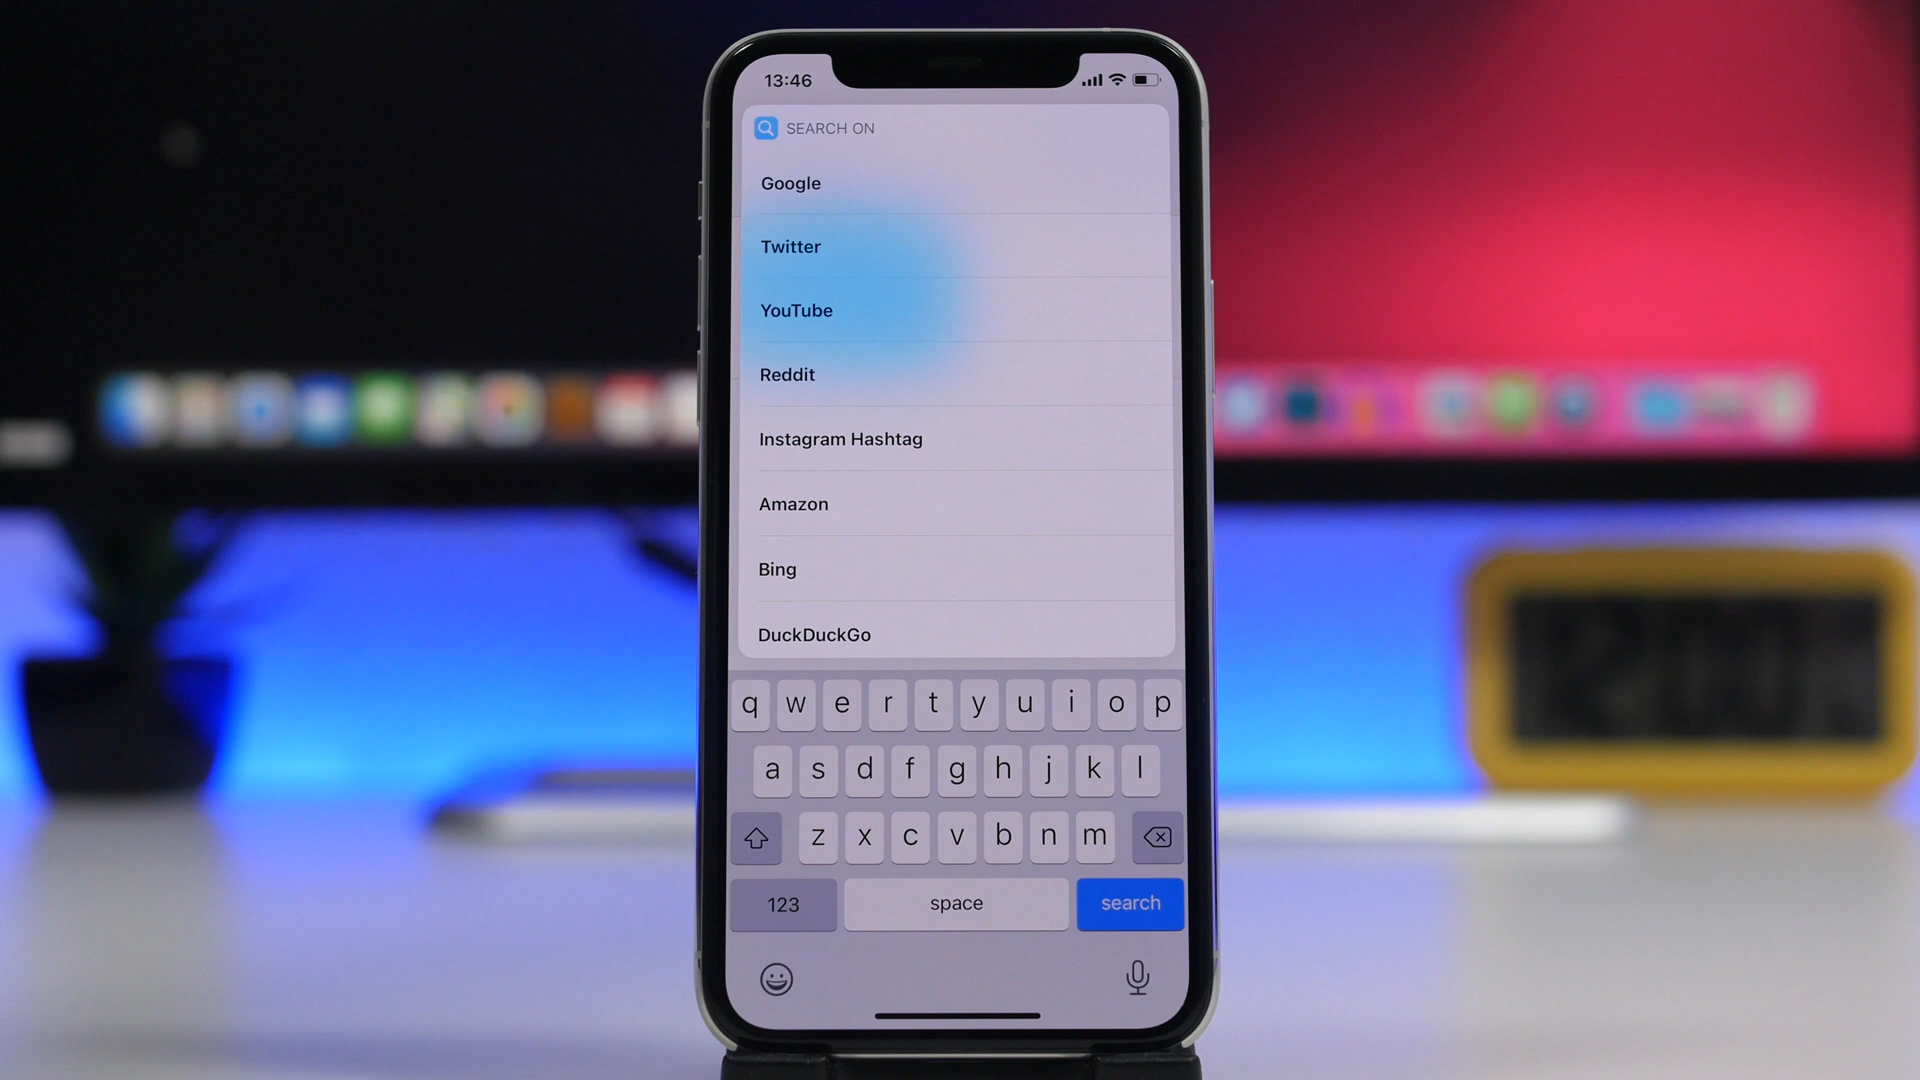 13:46
SEARCH ON
Google
Twitter
YouTube
Reddit
Instagram Hashtag
Amazon
Bing
DuckDuckGo
q w e r t y u i o p
a s d f g h j k l
z x c v b n m
123 space search